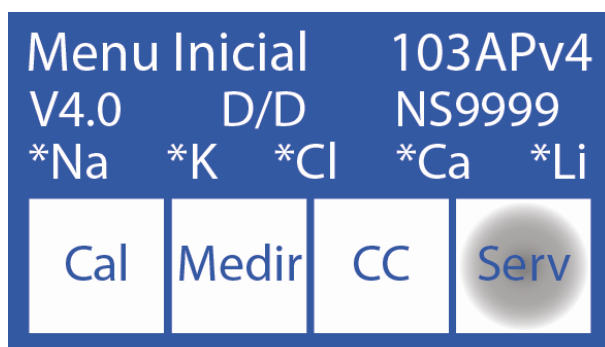 Menu Inicial 103APv4
V4.0 D/D NS9999
*Na *K *Cl *Ca *Li
Cal Medir CC Serv